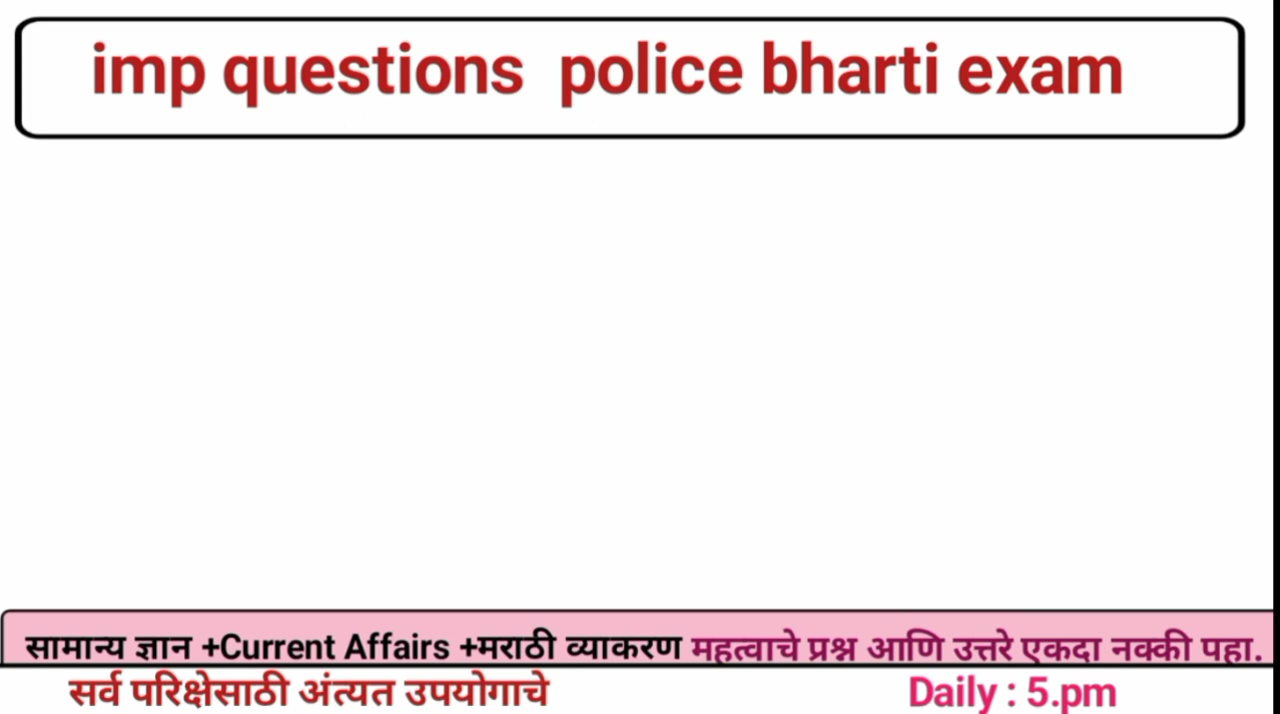 imp questions police bharti exam
सामान्य ज्ञान +Current Affairs +मराठी व्याकरण महत्वाचे प्रश्न आणि उत्तरे एकदा नक्की पहा.
सर्व परिक्षेसाठी अंत्यत उपयोगाचे
Daily : 5.pm